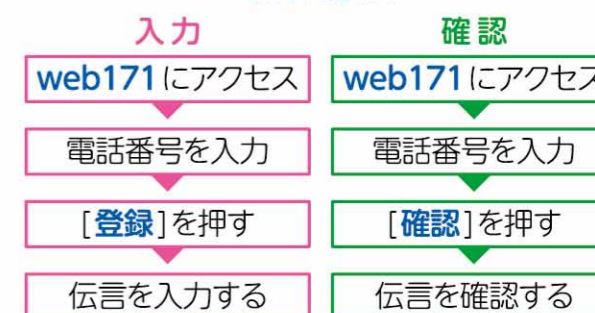 入力
web171にアクセス
電話番号を入力
[登録]を押す
伝言を入力する
確認
web171にアクセス
電話番号を入力
[確認]を押す
伝言を確認する